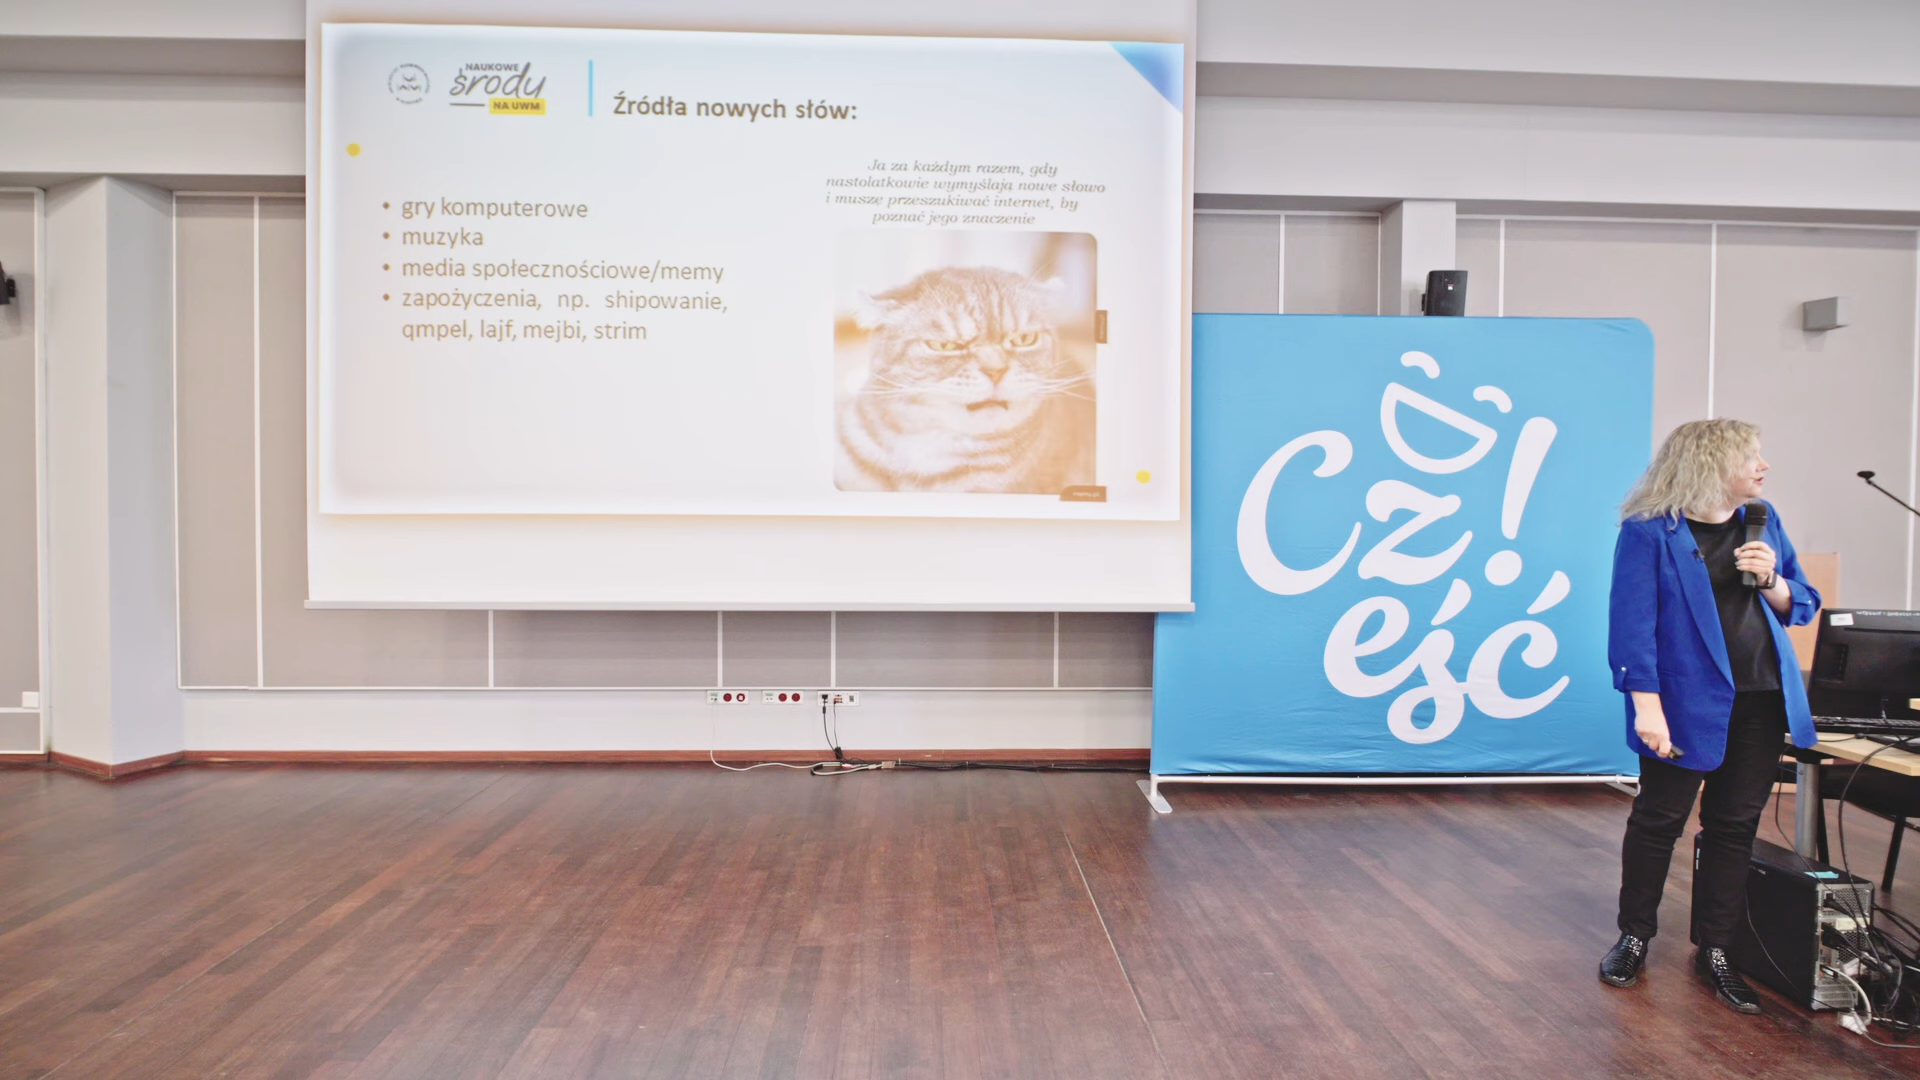 NAUKOWE
środy
NA UWM
Źródła nowych słów:
• gry komputerowe
• muzyka
• media społecznościowe/memy
• zapożyczenia, np. shipowanie,
qmpel, lajf, mejbi, strim
Ja za każdym razem, gdy
nastolatkowie wymyślają nowe słowo
i muszę przeszukiwać internet, by
poznać jego znaczenie
Cz!
eść